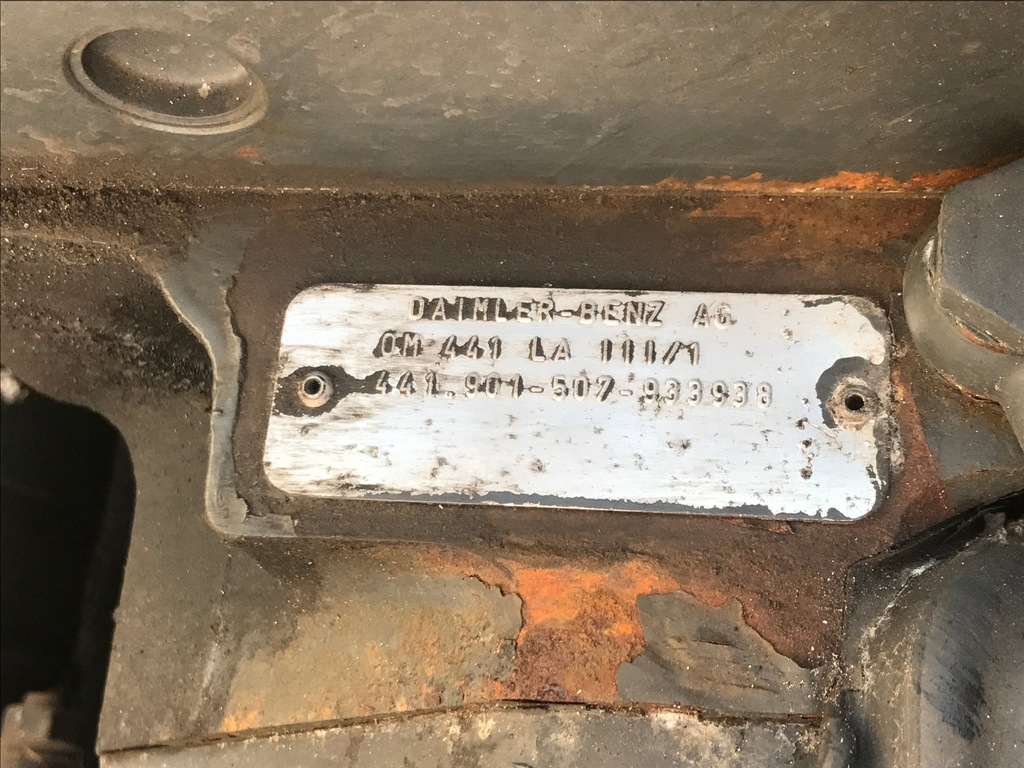 DAIMLER-BENZ AG
OM 441 LA III/1
441.901-507-933938